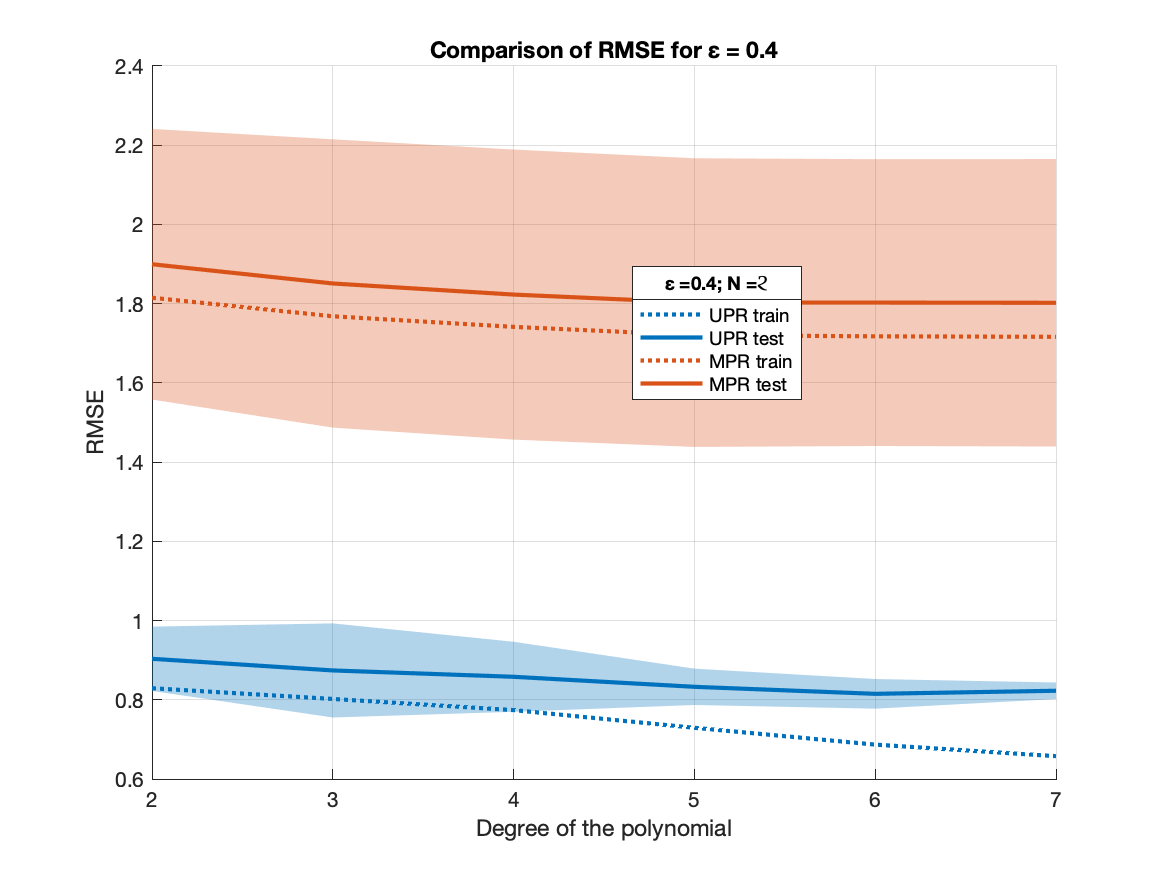 Comparison of RMSE for ε = 0.4
2.4
2.2
2
1.8
1.6
1.4
1.2
1
0.8
0.6
RMSE
ε =0.4; N =2
UPR train
UPR test
MPR train
MPR test
2 3 4 5 6 7
Degree of the polynomial